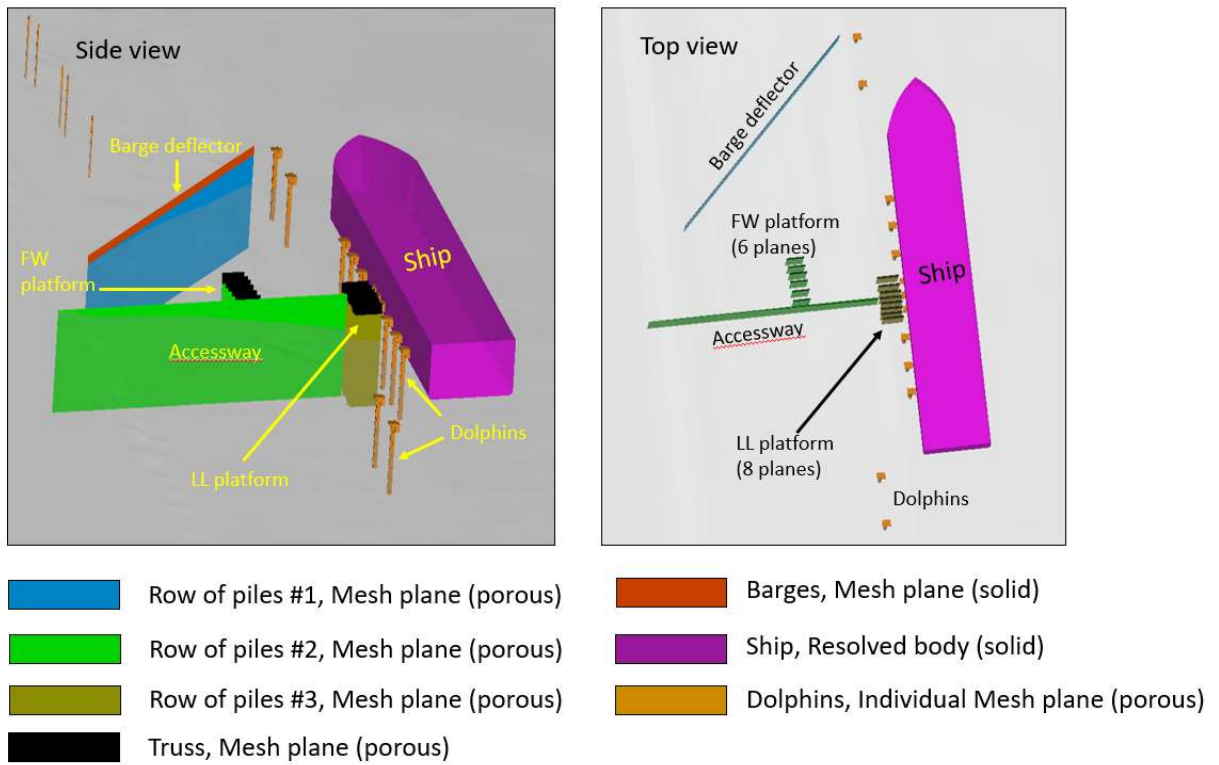 Side view
Barge deflector
FW
platform
Ship
Accessway
Dolphins
LL platform
Top view
Barge deflector
FW platform
(6 planes)
Ship
Accessway
LL platform
(8 planes)
Dolphins
Row of piles #1, Mesh plane (porous)
Row of piles #2, Mesh plane (porous)
Row of piles #3, Mesh plane (porous)
Truss, Mesh plane (porous)
Barges, Mesh plane (solid)
Ship, Resolved body (solid)
Dolphins, Individual Mesh plane (porous)